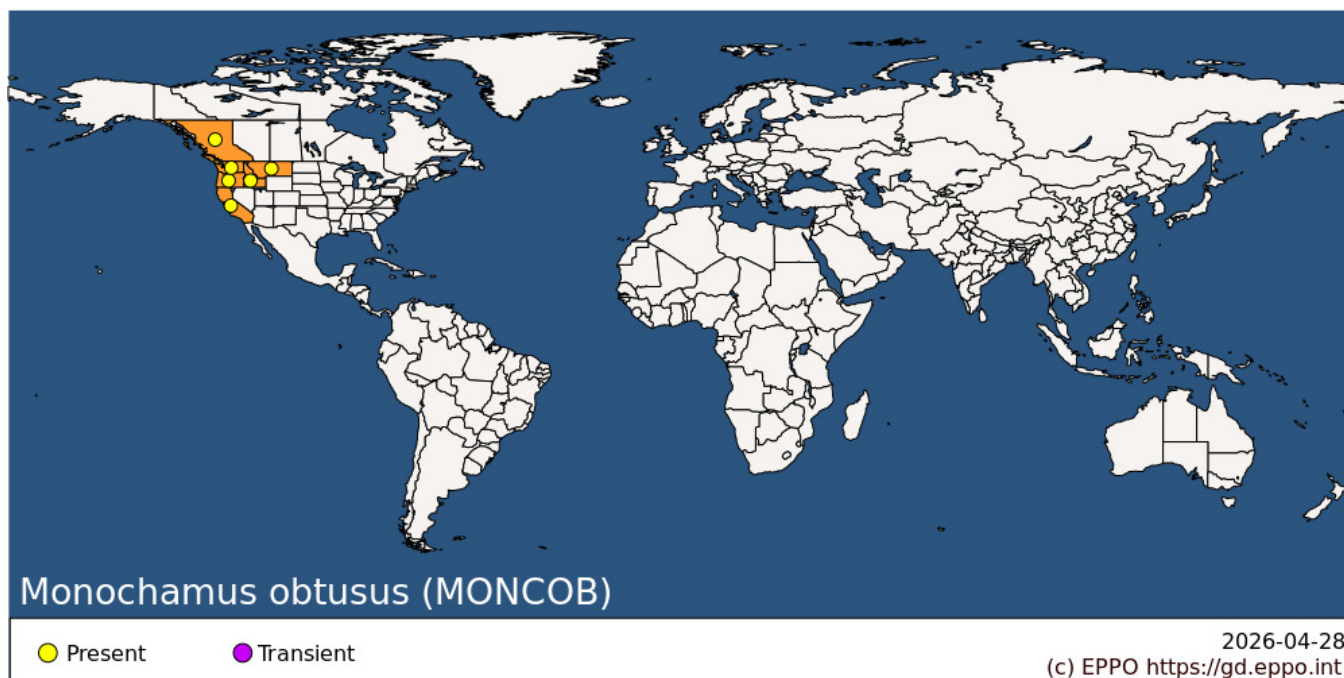 Monochamus obtusus (MONCOB)
Present
Transient
2026-04-28
(c) EPPO https://gd.eppo.int